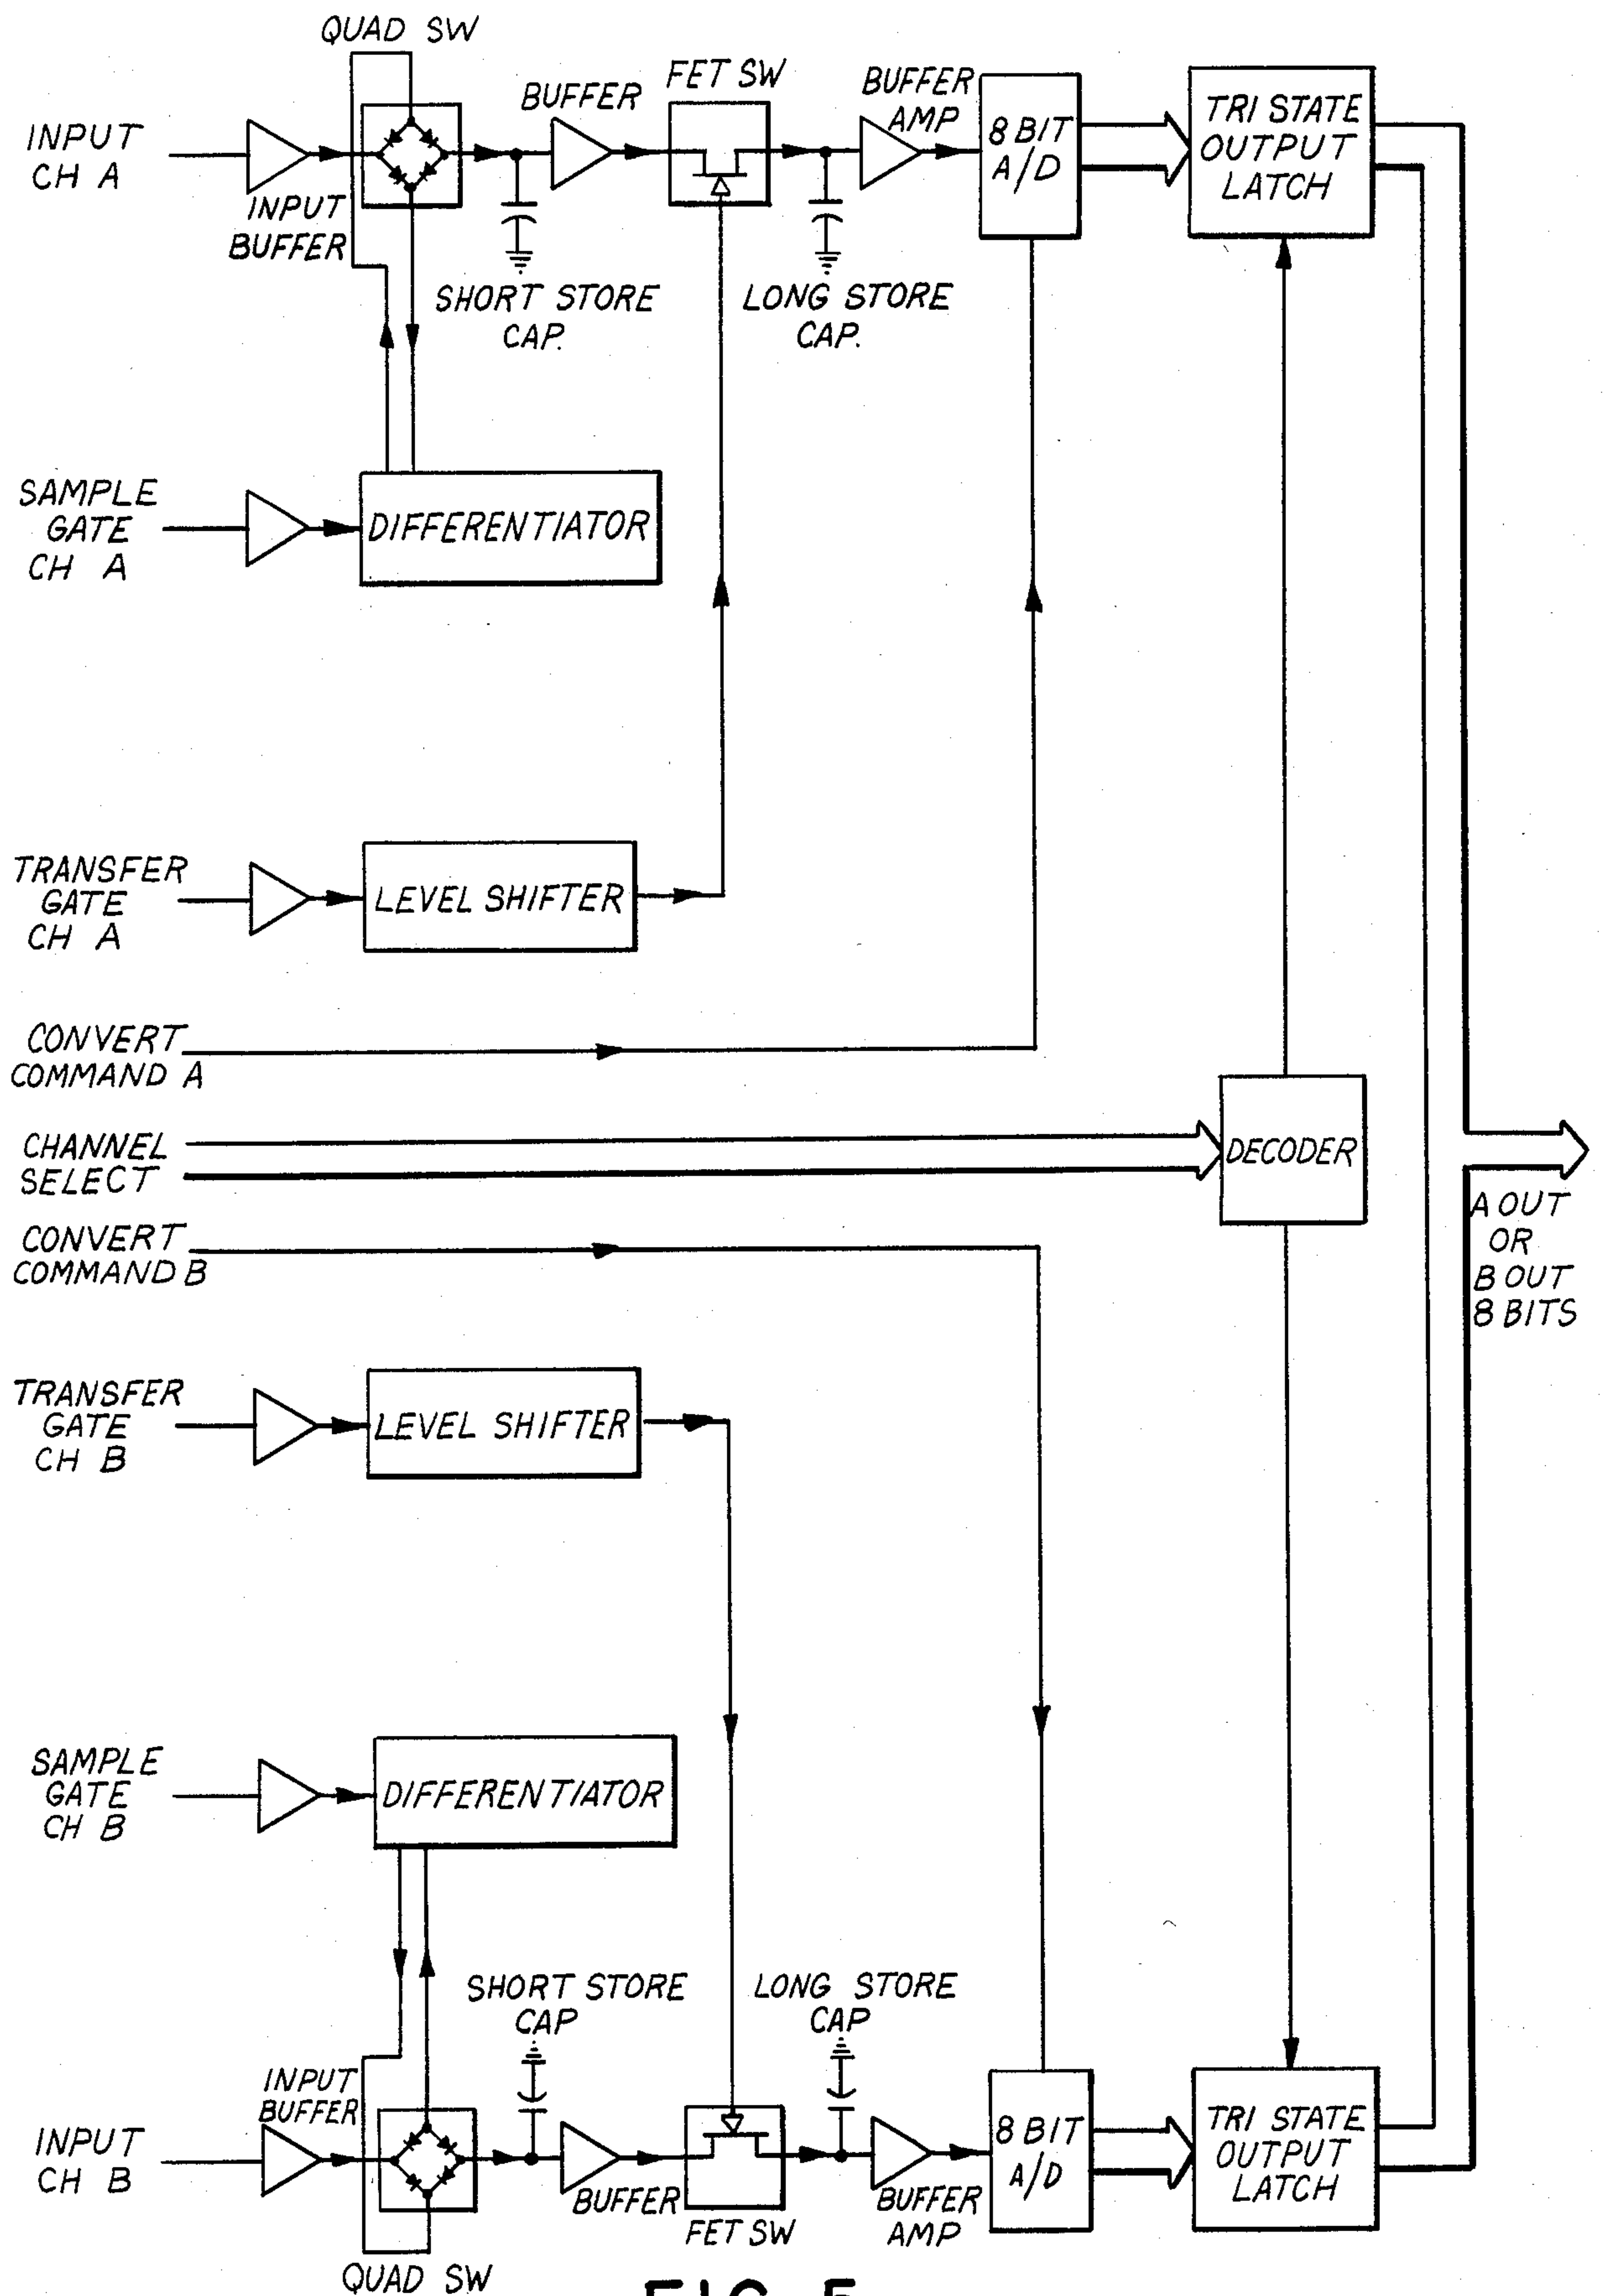 QUAD SW
INPUT
CH A
INPUT
BUFFER
BUFFER
FET SW
BUFFER
AMP
8 BIT
A/D
TRI STATE
OUTPUT
LATCH
SHORT STORE
CAP.
LONG STORE
CAP.
SAMPLE
GATE
CH A
DIFFERENTIATOR
TRANSFER
GATE
CH A
LEVEL SHIFTER
CONVERT
COMMAND A
CHANNEL
SELECT
DECODER
A OUT
OR
B OUT
8 BITS
CONVERT
COMMAND B
TRANSFER
GATE
CH B
LEVEL SHIFTER
SAMPLE
GATE
CH B
DIFFERENTIATOR
SHORT STORE
CAP
LONG STORE
CAP
INPUT
BUFFER
INPUT
CH B
BUFFER
FET SW
BUFFER
AMP
8 BIT
A/D
TRI STATE
OUTPUT
LATCH
QUAD SW
FIG. 5